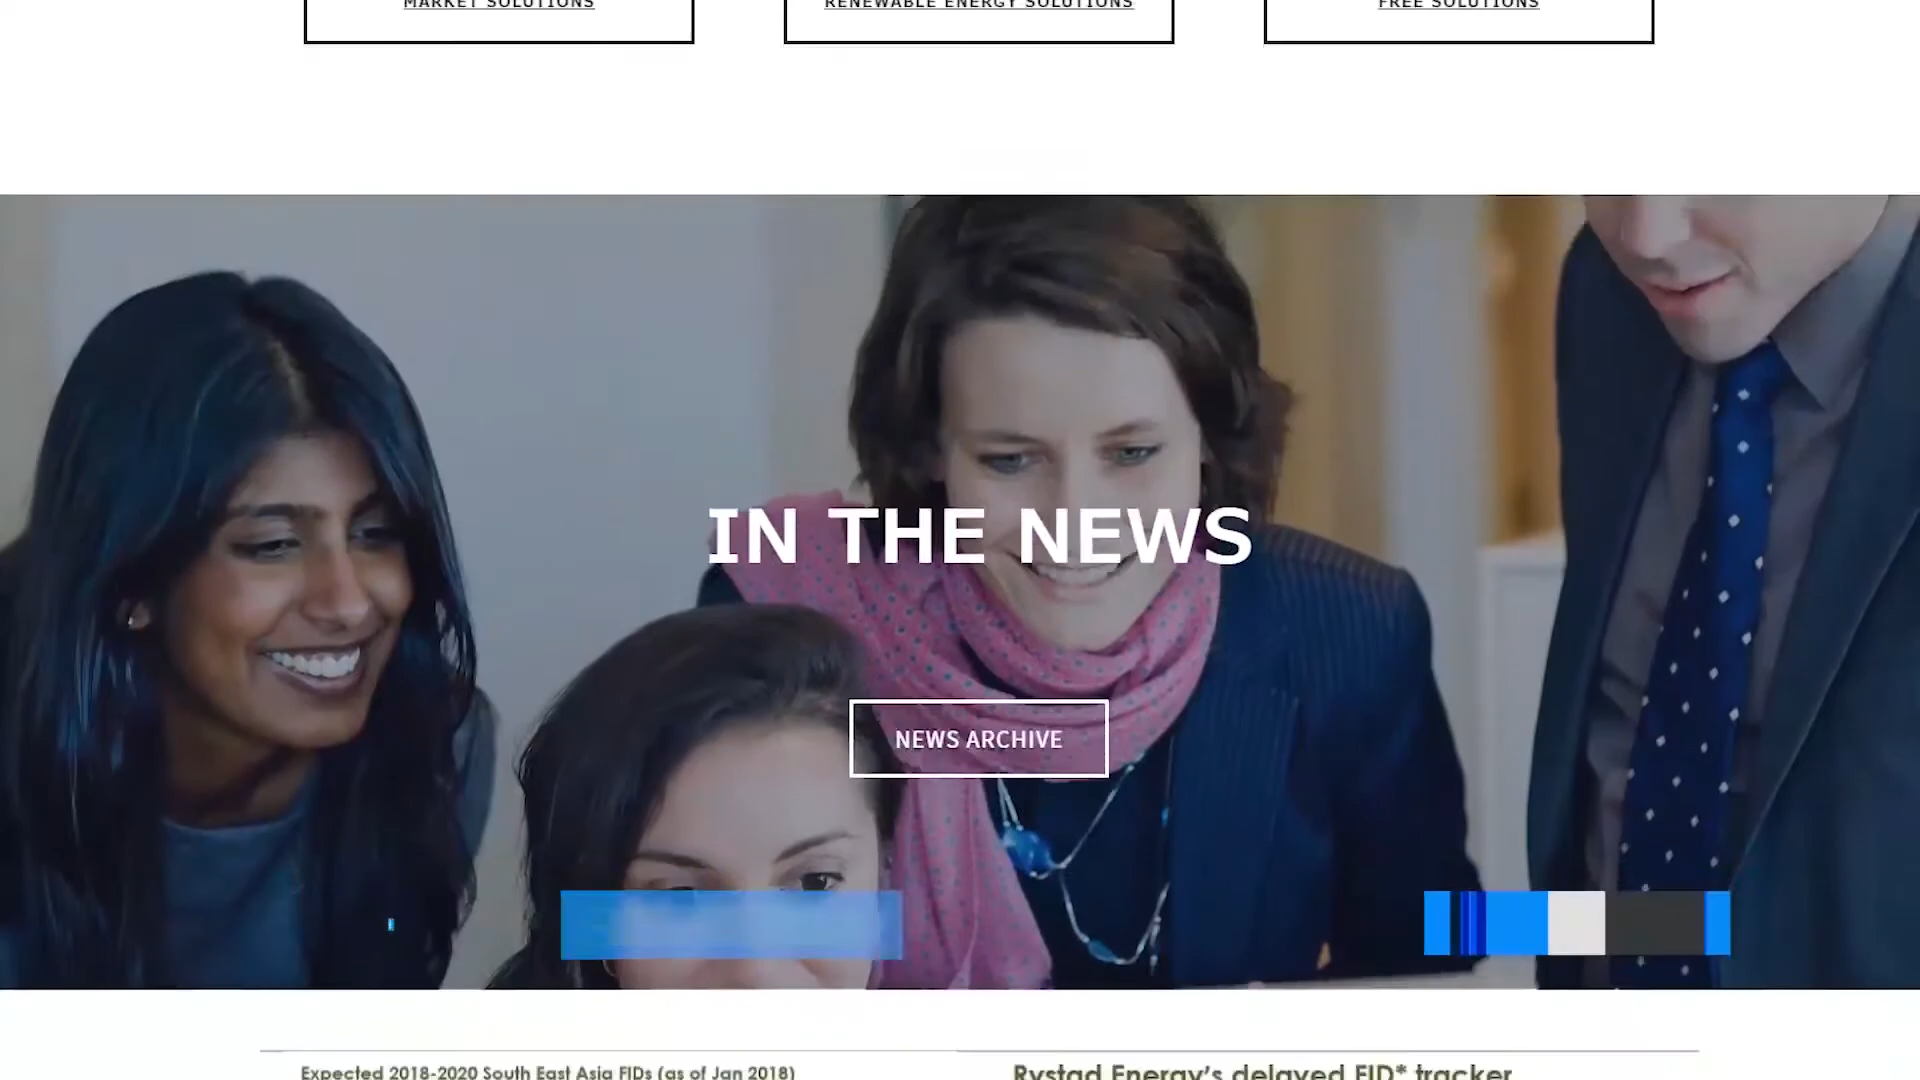 MARKET SOLUTIONS
RENEWABLE ENERGY SOLUTIONS
FREE SOLUTIONS
IN THE NEWS
NEWS ARCHIVE
Expected 2018-2020 South East Asia FIDs (as of Jan 2018)
Rystad Energy's delayed FID* tracker